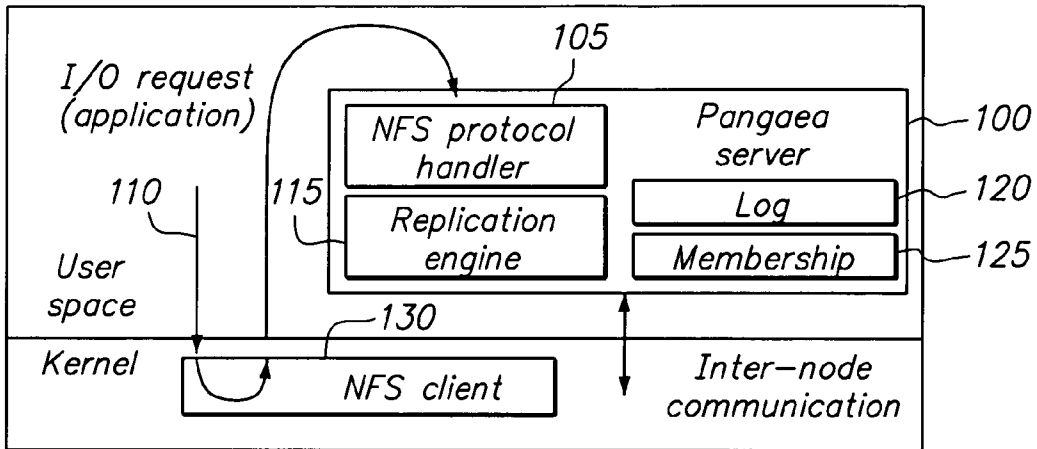 105
I/O request
(application)
NFS protocol
handler
Pangaea
server
100
110
115
Replication
engine
Log
120
Membership
125
User
space
130
Kernel
NFS client
Inter-node
communication